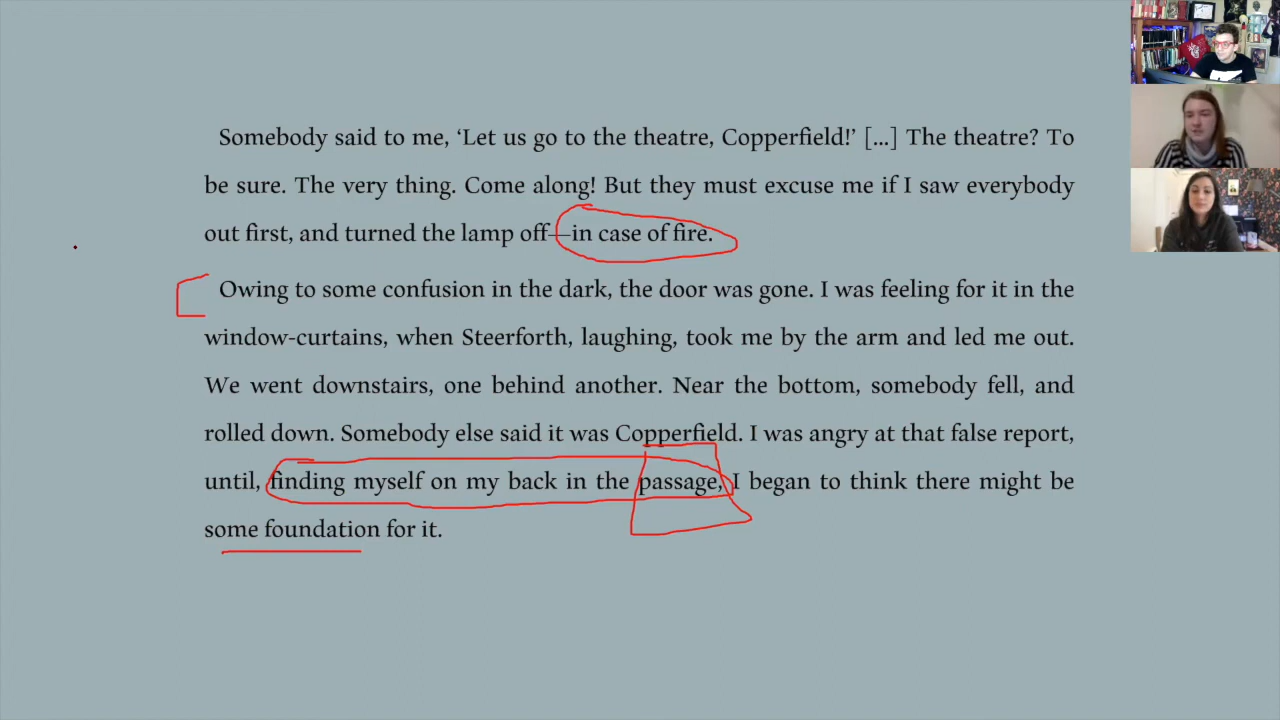 Somebody said to me, ‘Let us go to the theatre, Copperfield!’ [...] The theatre? To
be sure. The very thing. Come along! But they must excuse me if I saw everybody
out first, and turned the lamp off—in case of fire.
Owing to some confusion in the dark, the door was gone. I was feeling for it in the
window-curtains, when Steerforth, laughing, took me by the arm and led me out.
We went downstairs, one behind another. Near the bottom, somebody fell, and
rolled down. Somebody else said it was Copperfield. I was angry at that false report,
until, finding myself on my back in the passage, I began to think there might be
some foundation for it.